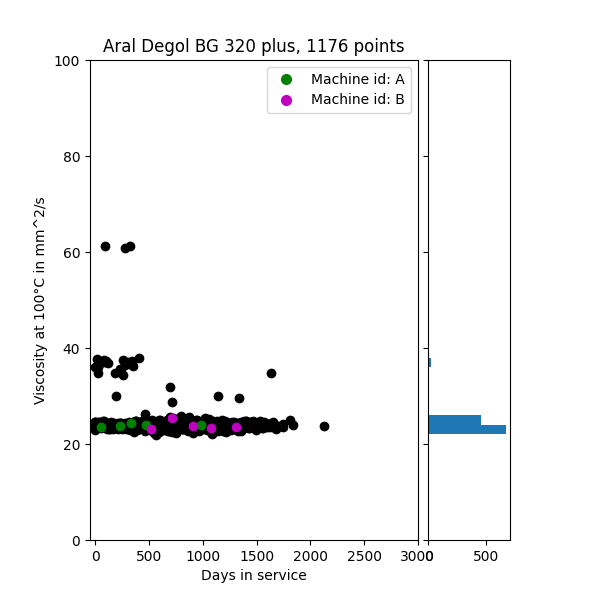 Aral Degol BG 320 plus, 1176 points
Machine id: A
Machine id: B
100
80
60
40
20
0
Viscosity at 100°C in mm^2/s
0 500 1000 1500 2000 2500 3000
0 500
Days in service